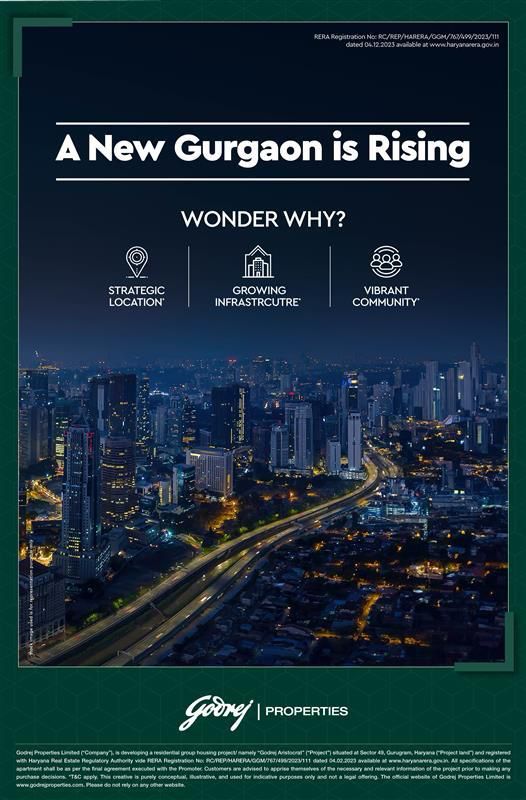 RERA Registration No: RC/REP/HARERA/GGM/767/499/2023/111
dated 04.12.2023 available at www.haryanarera.gov.in
A New Gurgaon is Rising
WONDER WHY?
STRATEGIC
LOCATION*
GROWING
INFRASTRCUTRE*
VIBRANT
COMMUNITY*
Stock image used is for representation purpose only
Godrej | PROPERTIES
Godrej Properties Limited ("Company"), is developing a residential group housing project/ namely "Godrej Aristocrat" ("Project") situated at Sector 49, Gurugram, Haryana ("Project land") and registered
with Haryana Real Estate Regulatory Authority vide RERA Registration No: RC/REP/HARERA/GGM/767/499/2023/111 dated 04.02.2023 available at www.haryanarera.gov.in. All specifications of the
apartment shall be as per the final agreement executed with the Promoter. Customers are advised to apprise themselves of the necessary and relevant information of the project prior to making any
purchase decisions. *T&C apply. This creative is purely conceptual, illustrative, and used for indicative purposes only and not a legal offering. The official website of Godrej Properties Limited is
www.godrejproperties.com. Please do not rely on any other website.